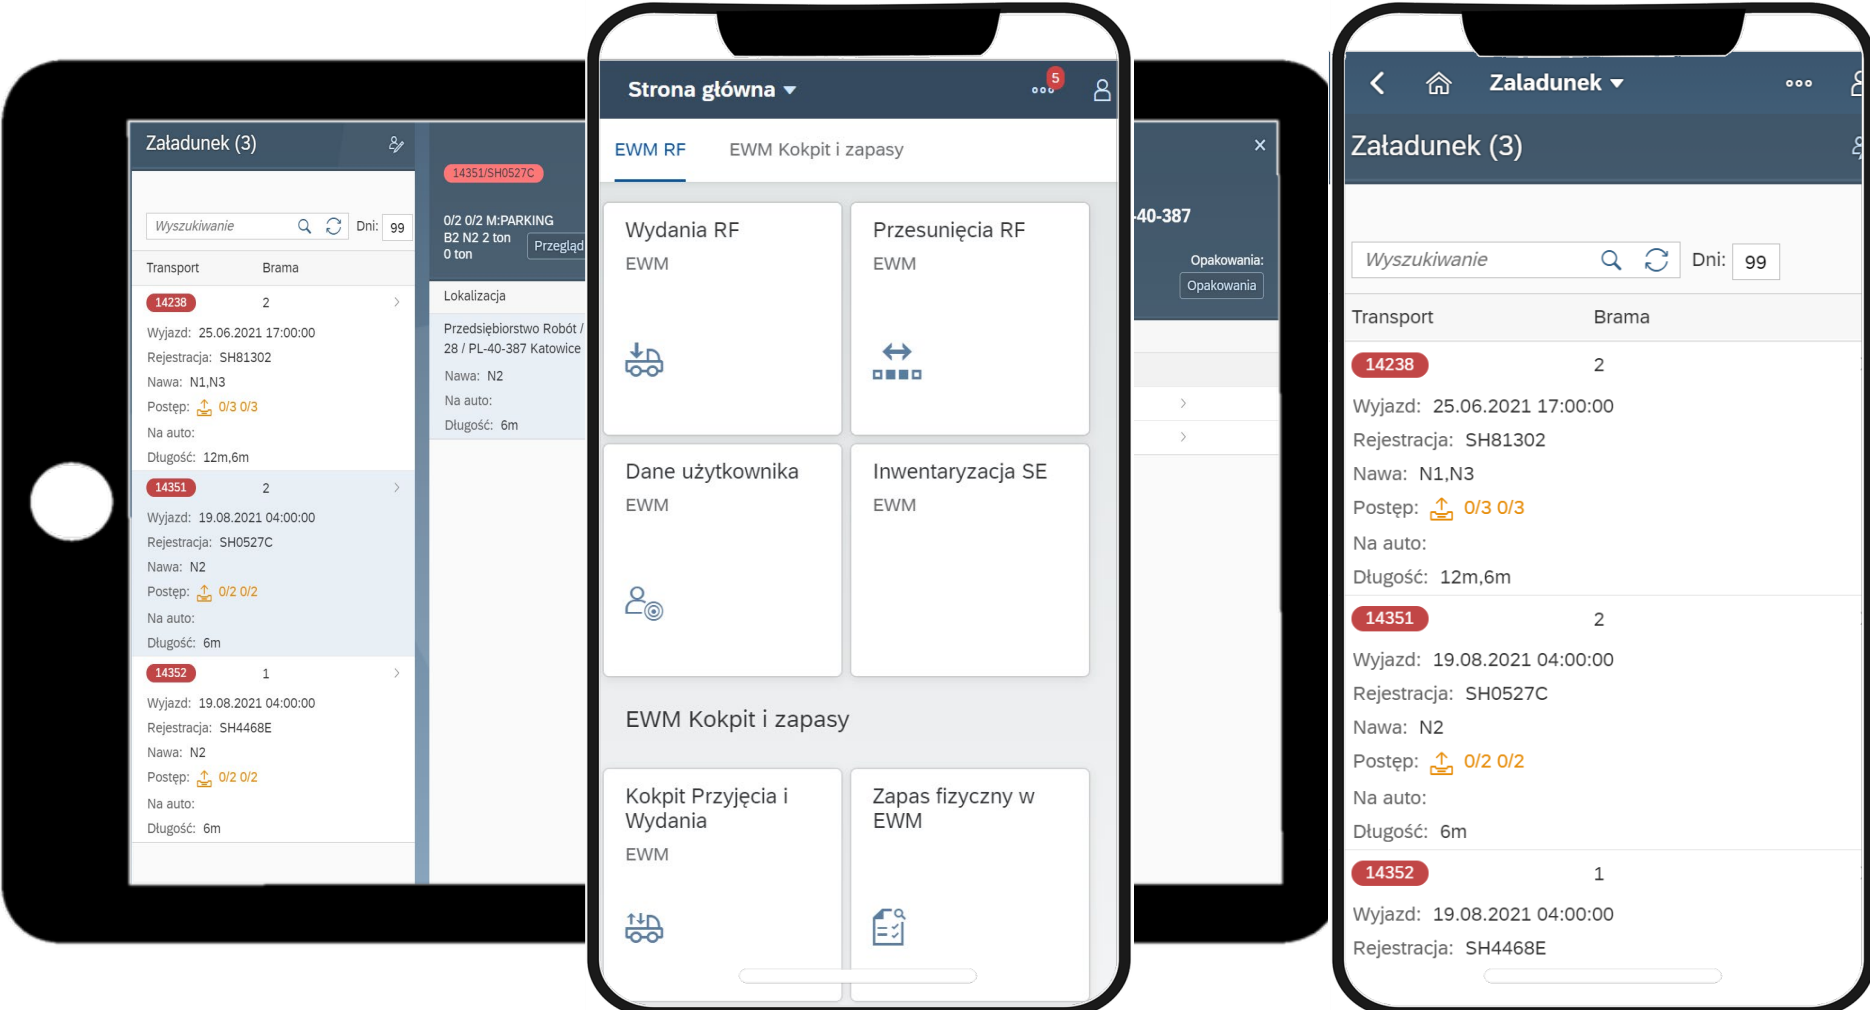 Załadunek (3)
Wyszukiwanie
Dni: 99
Transport Brama
14238 2
Wyjazd: 25.06.2021 17:00:00
Rejestracja: SH81302
Nawa: N1,N3
Postęp: 0/3 0/3
Na auto:
Długość: 12m,6m
14351 2
Wyjazd: 19.08.2021 04:00:00
Rejestracja: SH0527C
Nawa: N2
Postęp: 0/2 0/2
Na auto:
Długość: 6m
14352 1
Wyjazd: 19.08.2021 04:00:00
Rejestracja: SH4468E
Nawa: N2
Postęp: 0/2 0/2
Na auto:
Długość: 6m
14351/SH0527C
0/2 0/2 M:PARKING
B2 N2 2 ton
0 ton
Przegląd
Lokalizacja
Przedsiębiorstwo Robót /
28 / PL-40-387 Katowice
Nawa: N2
Na auto:
Długość: 6m
Strona główna
5
EWM RF EWM Kokpit i zapasy
Wydania RF
EWM
Przesunięcia RF
EWM
Dane użytkownika
EWM
Inwentaryzacja SE
EWM
EWM Kokpit i zapasy
Kokpit Przyjęcia i
Wydania
EWM
Zapas fizyczny w
EWM
-40-387
Opakowania:
Opakowania
Zaladunek
Załadunek (3)
Wyszukiwanie
Dni: 99
Transport Brama
14238 2
Wyjazd: 25.06.2021 17:00:00
Rejestracja: SH81302
Nawa: N1,N3
Postęp: 0/3 0/3
Na auto:
Długość: 12m,6m
14351 2
Wyjazd: 19.08.2021 04:00:00
Rejestracja: SH0527C
Nawa: N2
Postęp: 0/2 0/2
Na auto:
Długość: 6m
14352 1
Wyjazd: 19.08.2021 04:00:00
Rejestracja: SH4468E